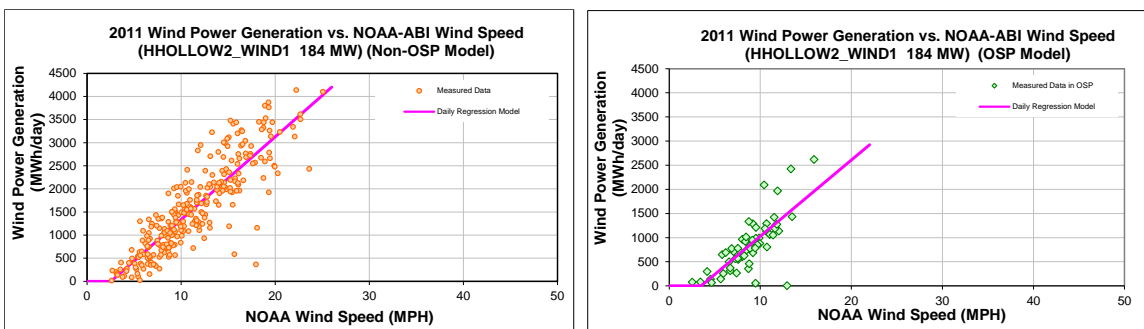 2011 Wind Power Generation vs. NOAA-ABI Wind Speed
(HHOLLOW2_WIND1 184 MW) (Non-OSP Model)
Wind Power Generation
(MWh/day)
4500
4000
3500
3000
2500
2000
1500
1000
500
0
Measured Data
Daily Regression Model
0 10 20 30 40 50
NOAA Wind Speed (MPH)
2011 Wind Power Generation vs. NOAA-ABI Wind Speed
(HHOLLOW2_WIND1 184 MW) (OSP Model)
Wind Power Generation
(MWh/day)
4500
4000
3500
3000
2500
2000
1500
1000
500
0
Measured Data in OSP
Daily Regression Model
0 10 20 30 40 50
NOAA Wind Speed (MPH)